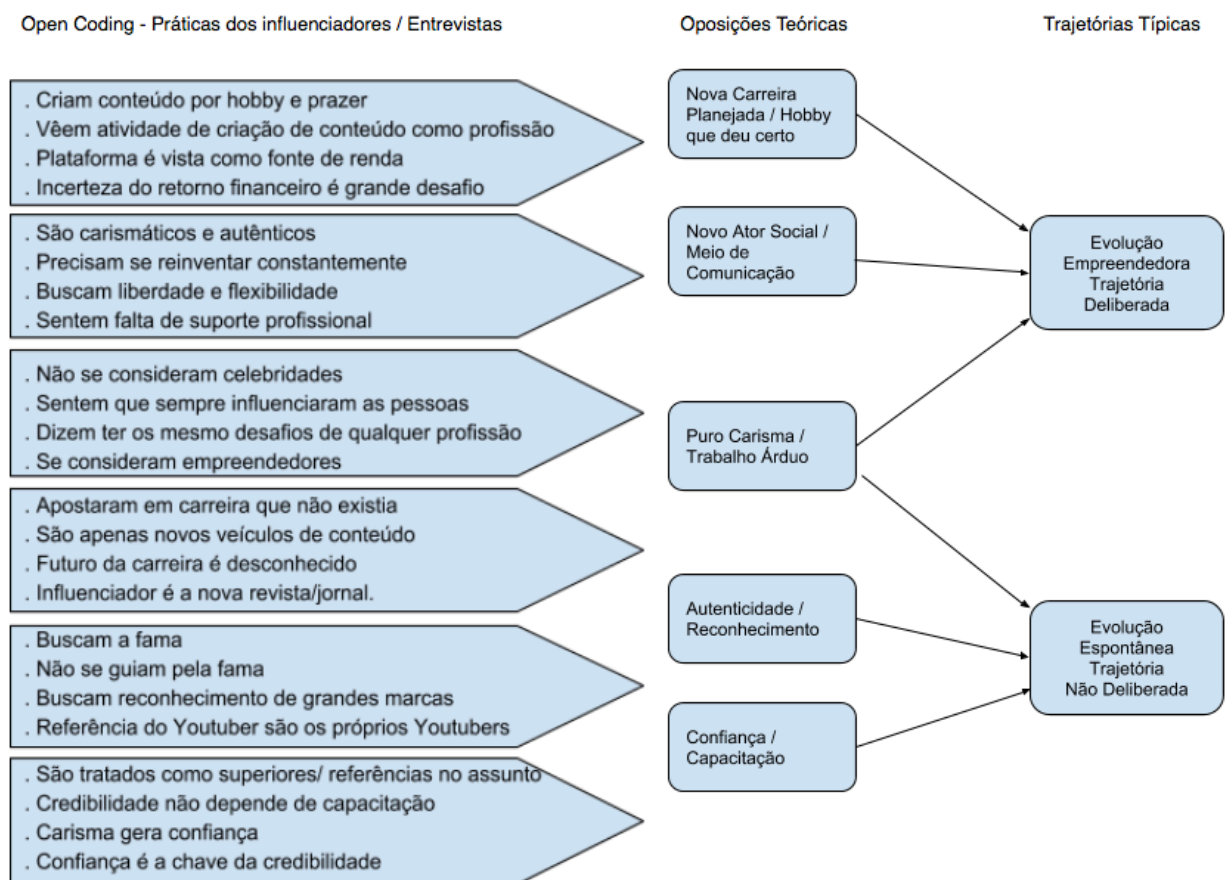 Open Coding - Práticas dos influenciadores / Entrevistas
Oposições Teóricas
Trajetórias Típicas
. Criam conteúdo por hobby e prazer
. Vêem atividade de criação de conteúdo como profissão
. Plataforma é vista como fonte de renda
. Incerteza do retorno financeiro é grande desafio
. São carismáticos e autênticos
. Precisam se reinventar constantemente
. Buscam liberdade e flexibilidade
. Sentem falta de suporte profissional
. Não se consideram celebridades
. Sentem que sempre influenciaram as pessoas
. Dizem ter os mesmo desafios de qualquer profissão
. Se consideram empreendedores
. Apostaram em carreira que não existia
. São apenas novos veículos de conteúdo
. Futuro da carreira é desconhecido
. Influenciador é a nova revista/jornal.
. Buscam a fama
. Não se guiam pela fama
. Buscam reconhecimento de grandes marcas
. Referência do Youtuber são os próprios Youtubers
. São tratados como superiores/ referências no assunto
. Credibilidade não depende de capacitação
. Carisma gera confiança
. Confiança é a chave da credibilidade
Nova Carreira
Planejada / Hobby
que deu certo
Novo Ator Social /
Meio de
Comunicação
Puro Carisma /
Trabalho Árduo
Autenticidade /
Reconhecimento
Confiança /
Capacitação
Evolução
Empreendedora
Trajetória
Deliberada
Evolução
Espontânea
Trajetória
Não Deliberada